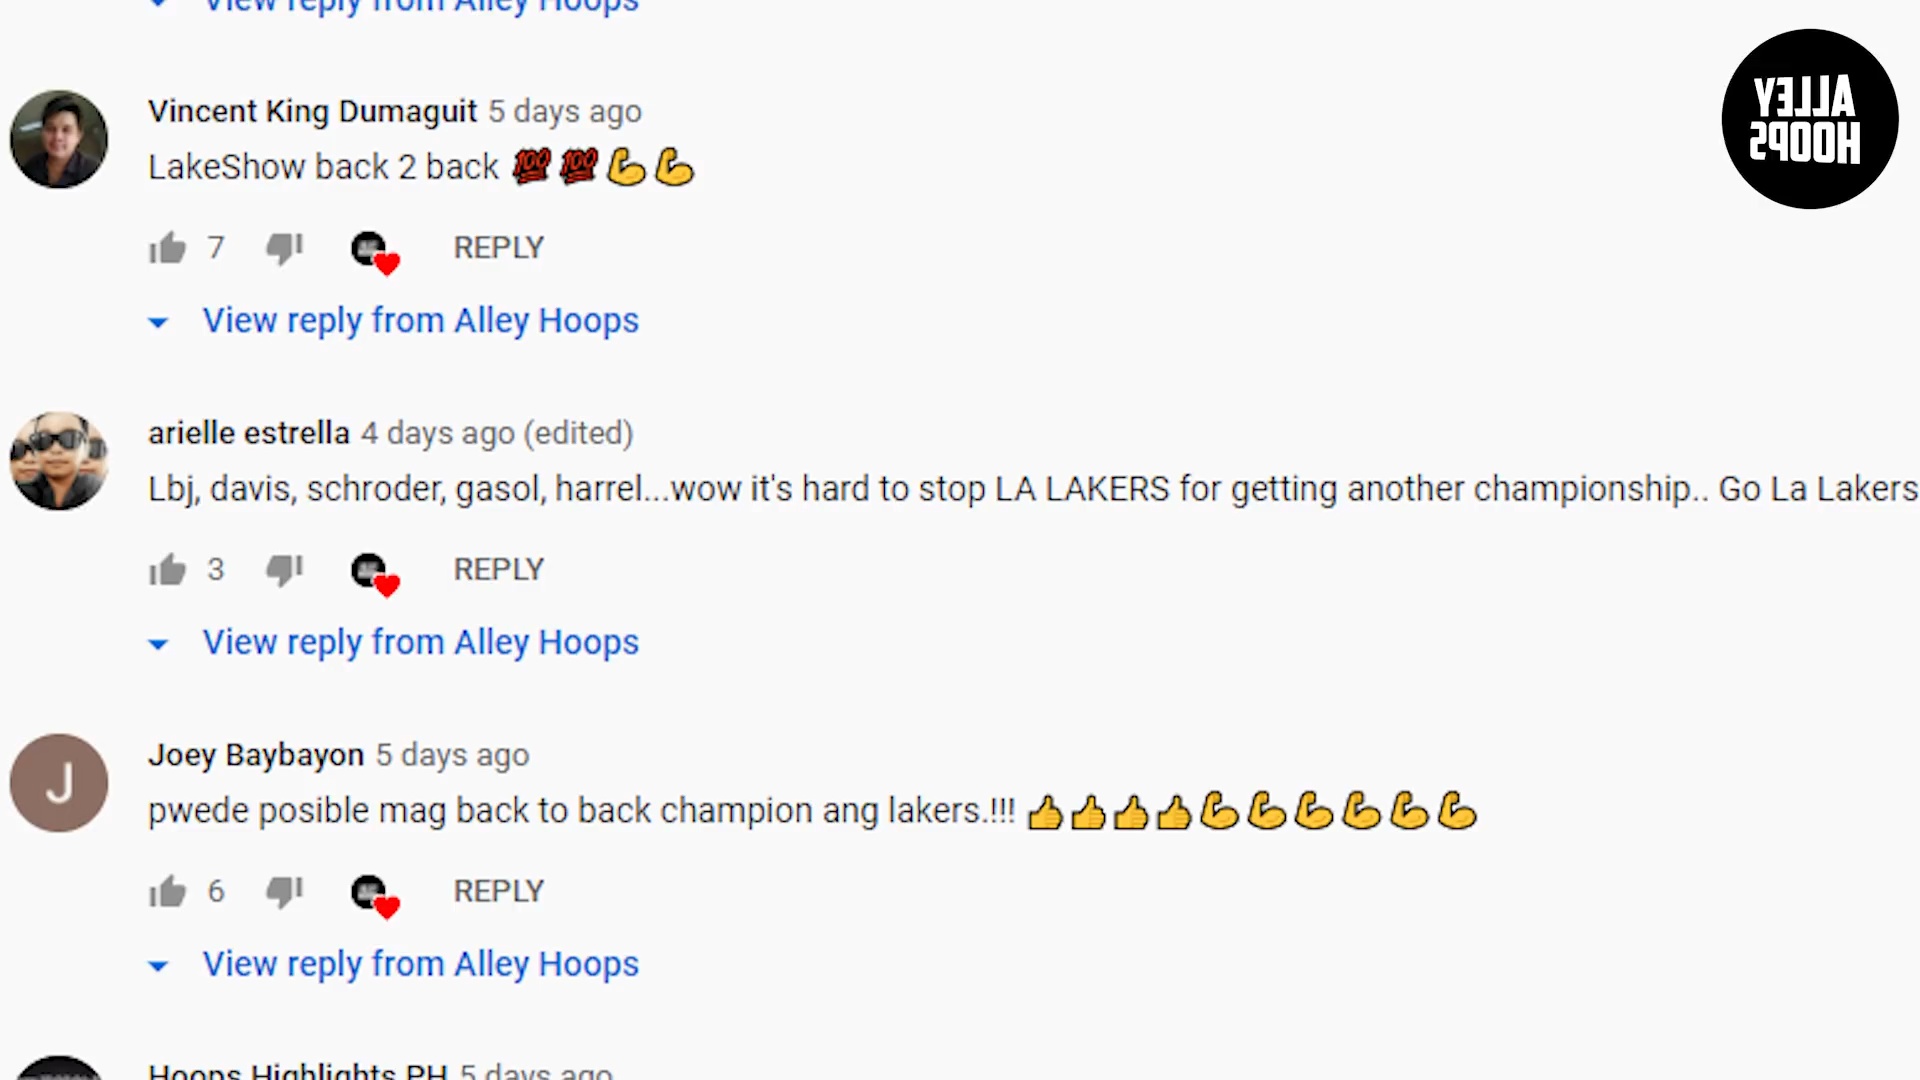 View reply from Alley Hoops
ALLEY
HOOPS
Vincent King Dumaguit 5 days ago
LakeShow back 2 back 💯 💯 💪 💪
7 REPLY
View reply from Alley Hoops
arielle estrella 4 days ago (edited)
Lbj, davis, schroder, gasol, harrel...wow it's hard to stop LA LAKERS for getting another championship.. Go La Lakers
3 REPLY
View reply from Alley Hoops
J
Joey Baybayon 5 days ago
pwede posible mag back to back champion ang lakers.!!! 👍👍👍👍💪💪💪💪💪💪
6 REPLY
View reply from Alley Hoops
Hoops Highlights PH 5 days ago